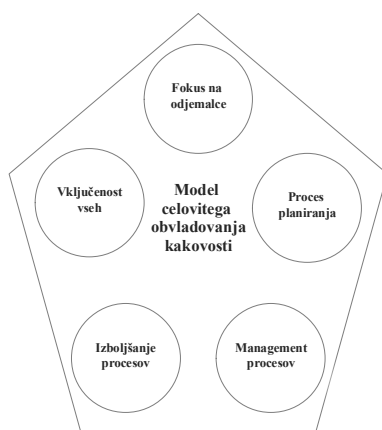 Fokus na
odjemalce
Vključenost
vseh
Model
celovitega
obvladovanja
kakovosti
Proces
planiranja
Izboljšanje
procesov
Management
procesov